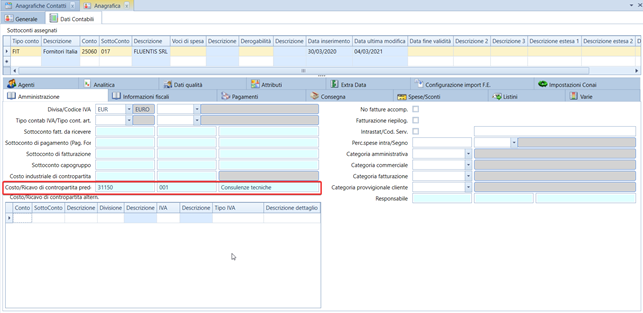 Anagrafiche Contatti Anagrafica
Generale Dati Contabili
Sottoconti assegnati
Tipo conto Descrizione Conto SottoConto Descrizione Voci di spesa Descrizione Derogabilità Descrizione Data inserimento Data ultima modifica Data fine validità Descrizione 2 Descrizione 3 Descrizione estesa 1 Descrizione estesa 2 D
FIT Fornitori Italia 25060 017 FLUENTIS SRL 30/03/2020 04/03/2021
Agenti Analitica Dati qualità Attributi Extra Data Configurazione import F.E. Impostazioni Conai
Amministrazione Informazioni fiscali Pagamenti Consegna Spese/Sconti Listini Varie
Divisa/Codice IVA EUR EURO No fatture accomp.
Tipo contab IVA/Tipo cont. art. Fatturazione riepilog.
Sottoconto fatt. da ricevere Intrastat/Cod. Serv.
Sottoconto di pagamento (Pag. For Perc.spese intra/Segno
Sottoconto di fatturazione Categoria amministrativa
Sottoconto capogruppo Categoria commerciale
Costo industriale di contropartita Categoria fatturazione
Costo/Ricavo di contropartita pred 31150 001 Consulenze tecniche Categoria provvigionale cliente
Costo/Ricavo di contropartita altern. Responsabile
Conto SottoConto Descrizione Divisione Descrizione IVA Descrizione Tipo IVA Descrizione dettaglio